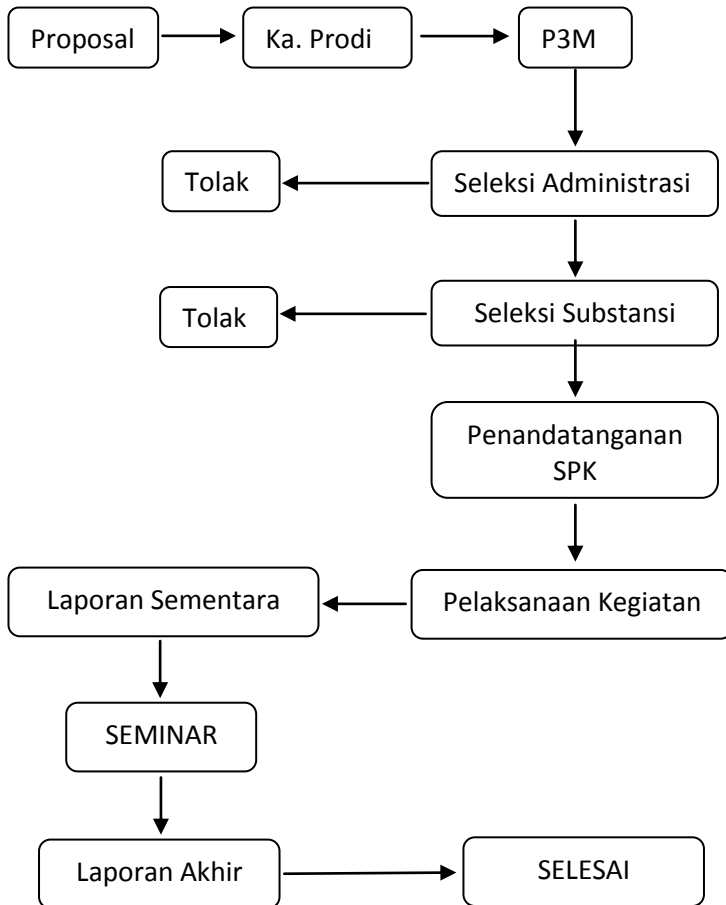 Proposal
Ka. Prodi
P3M
Tolak
Seleksi Administrasi
Tolak
Seleksi Substansi
Penandatanganan
SPK
Laporan Sementara
Pelaksanaan Kegiatan
SEMINAR
Laporan Akhir
SELESAI